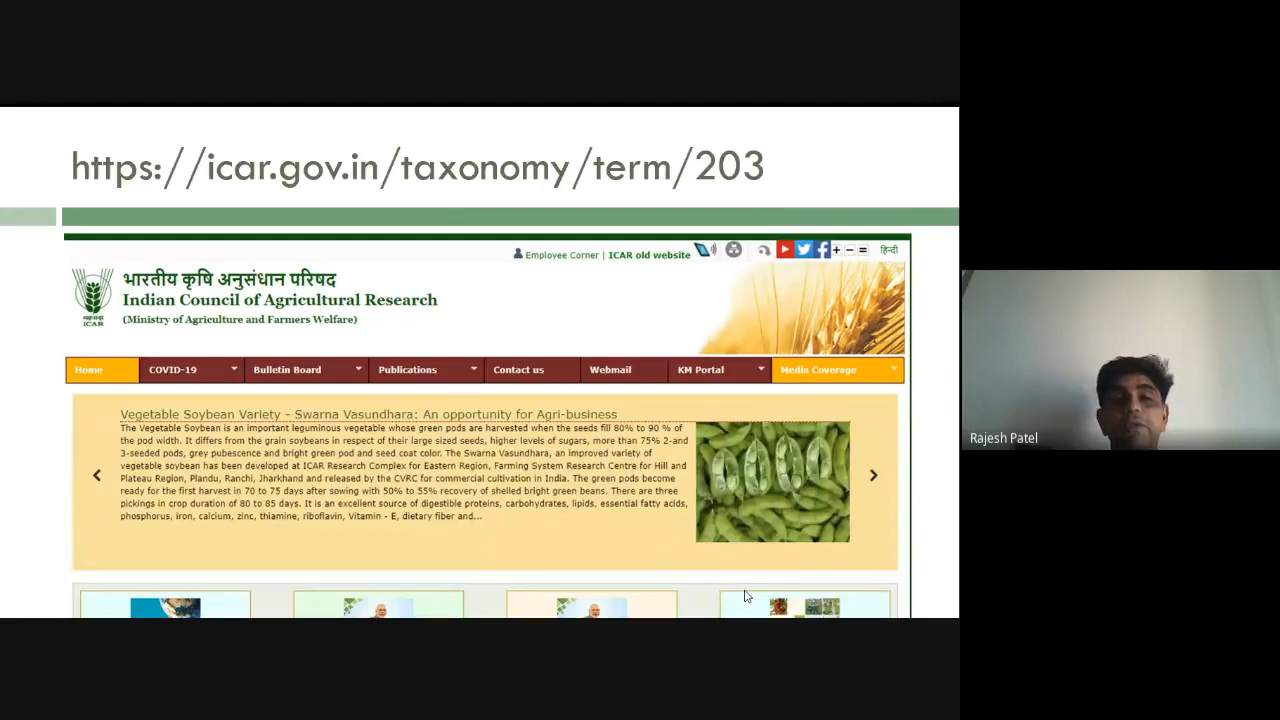 https://icar.gov.in/taxonomy/term/203
Employee Corner | ICAR old website
हिन्दी
भारतीय कृषि अनुसंधान परिषद
Indian Council of Agricultural Research
(Ministry of Agriculture and Farmers Welfare)
ICAR
Home COVID-19 Bulletin Board Publications Contact us Webmail KM Portal Media Coverage
Vegetable Soybean Variety - Swarna Vasundhara: An opportunity for Agri-business
The Vegetable Soybean is an important leguminous vegetable whose green pods are harvested when the seeds fill 80% to 90 % of
the pod width. It differs from the grain soybeans in respect of their large sized seeds, higher levels of sugars, more than 75% 2-and
3-seeded pods, grey pubescence and bright green pod and seed coat color. The Swarna Vasundhara, an improved variety of
vegetable soybean has been developed at ICAR Research Complex for Eastern Region, Farming System Research Centre for Hill and
Plateau Region, Plandu, Ranchi, Jharkhand and released by the CVRC for commercial cultivation in India. The green pods become
ready for the first harvest in 70 to 75 days after sowing with 50% to 55% recovery of shelled bright green beans. There are three
pickings in crop duration of 80 to 85 days. It is an excellent source of digestible proteins, carbohydrates, lipids, essential fatty acids,
phosphorus, iron, calcium, zinc, thiamine, riboflavin, Vitamin - E, dietary fiber and...
Rajesh Patel